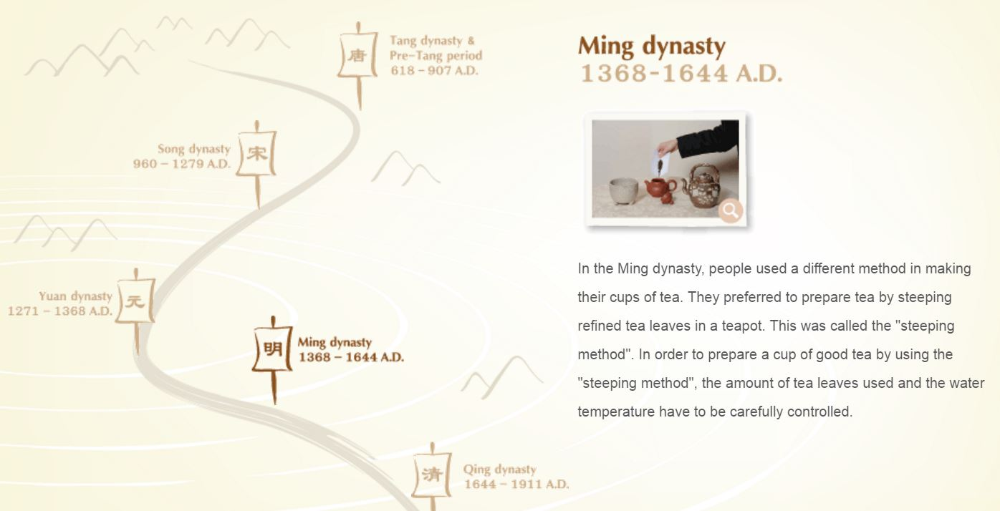 唐
Tang dynasty &
Pre-Tang period
618 - 907 A.D.
宋
Song dynasty
960 - 1279 A.D.
元
Yuan dynasty
1271 - 1368 A.D.
明
Ming dynasty
1368 - 1644 A.D.
清
Qing dynasty
1644 - 1911 A.D.
Ming dynasty
1368-1644 A.D.
In the Ming dynasty, people used a different method in making
their cups of tea. They preferred to prepare tea by steeping
refined tea leaves in a teapot. This was called the "steeping
method". In order to prepare a cup of good tea by using the
"steeping method", the amount of tea leaves used and the water
temperature have to be carefully controlled.